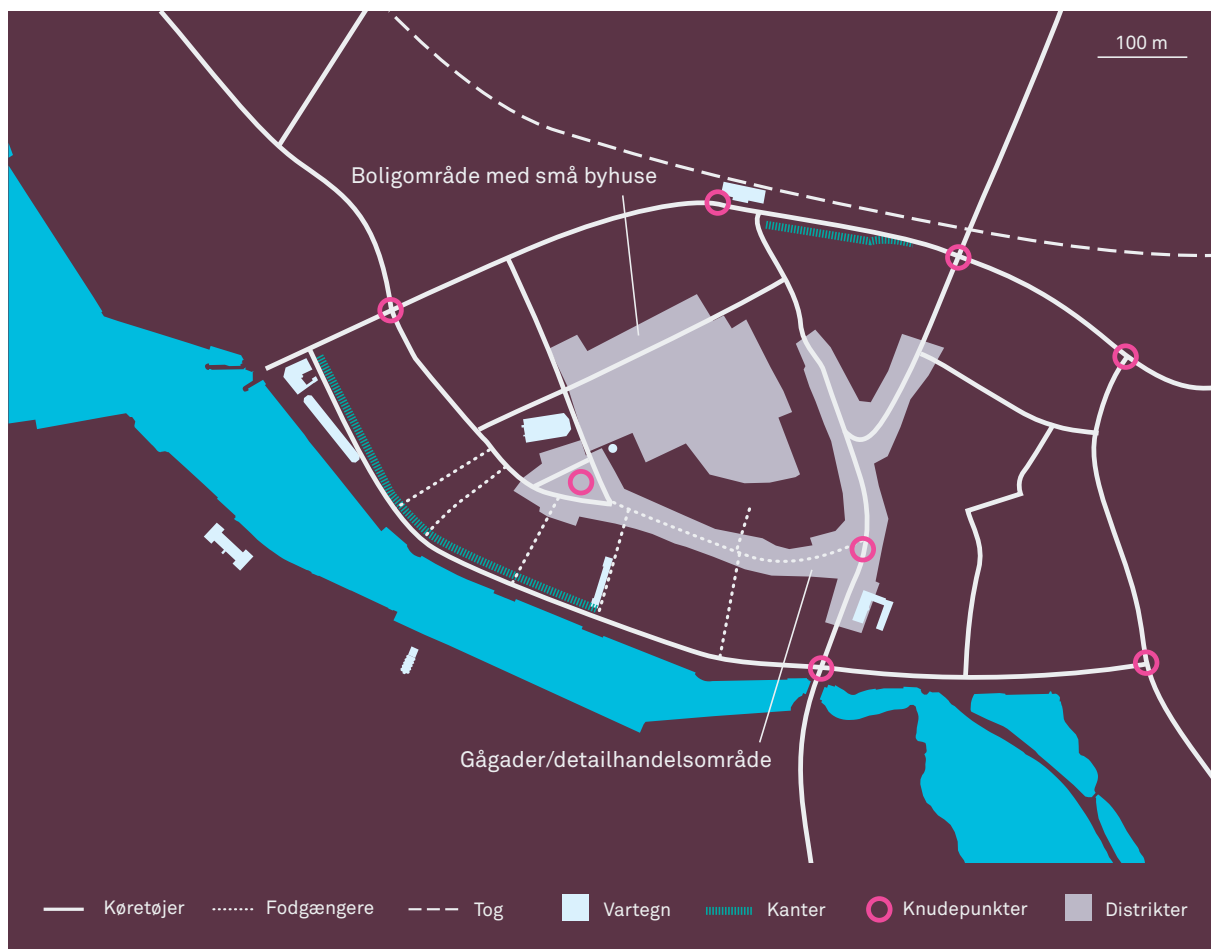 100 m
Boligområde med små byhuse
Gågader/detailhandelsområde
Køretøjer
Fodgængere
Tog
Vartegn
Kanter
Knudepunkter
Distrikter